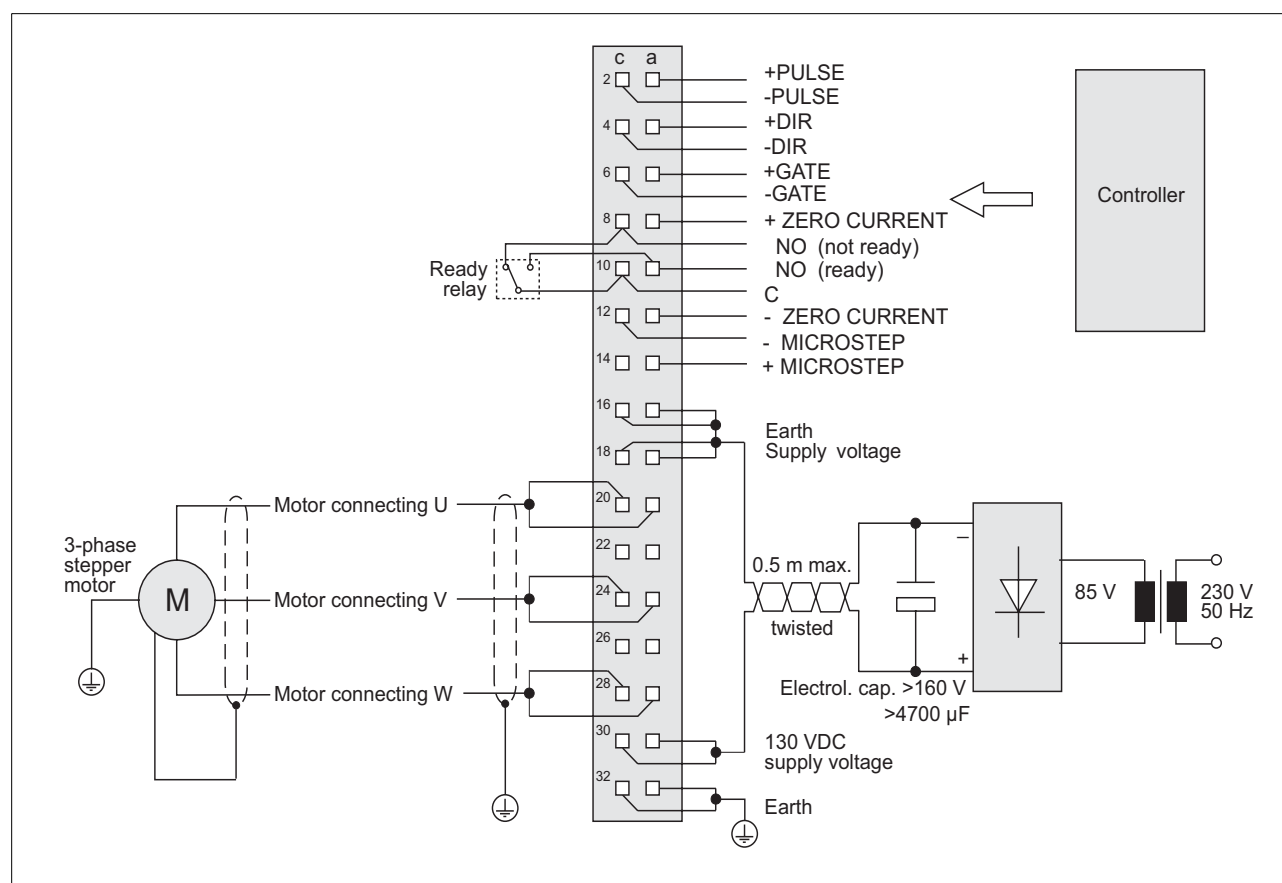 c a
2
+PULSE
-PULSE
4
+DIR
-DIR
6
+GATE
-GATE
8
+ ZERO CURRENT
NO (not ready)
10
NO (ready)
C
12
- ZERO CURRENT
- MICROSTEP
14
+ MICROSTEP
Controller
Ready
relay
16
Earth
Supply voltage
18
20
Motor connecting U
22
3-phase
stepper
motor
M
24
Motor connecting V
26
28
Motor connecting W
30
32
0.5 m max.
twisted
–
+
85 V
230 V
50 Hz
Electrol. cap. >160 V
>4700 µF
130 VDC
supply voltage
Earth